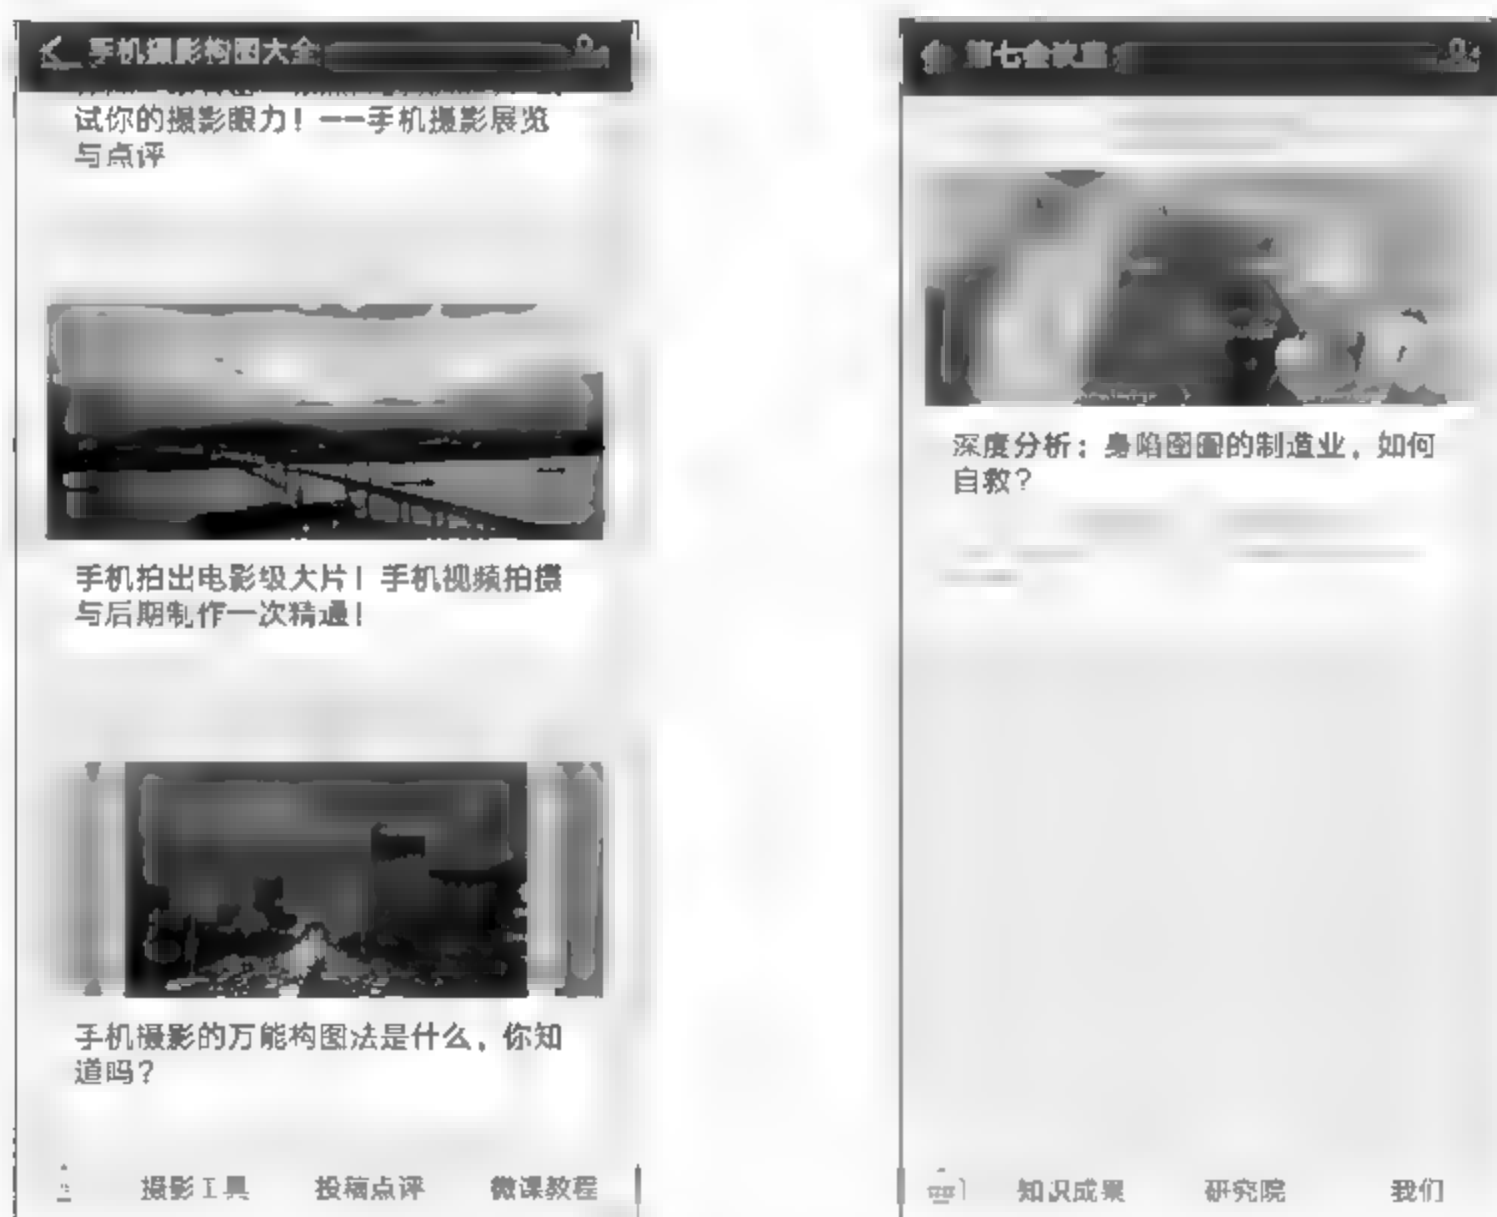 手机摄影构图大全
试你的摄影眼力！——手机摄影展览
与点评
手机拍出电影级大片！手机视频拍摄
与后期制作一次精通！
手机摄影的万能构图法是什么，你知
道吗？
摄影工具 投稿点评 微课教程
深度分析：身陷囹圄的制造业，如何
自救？
知识成果 研究院 我们